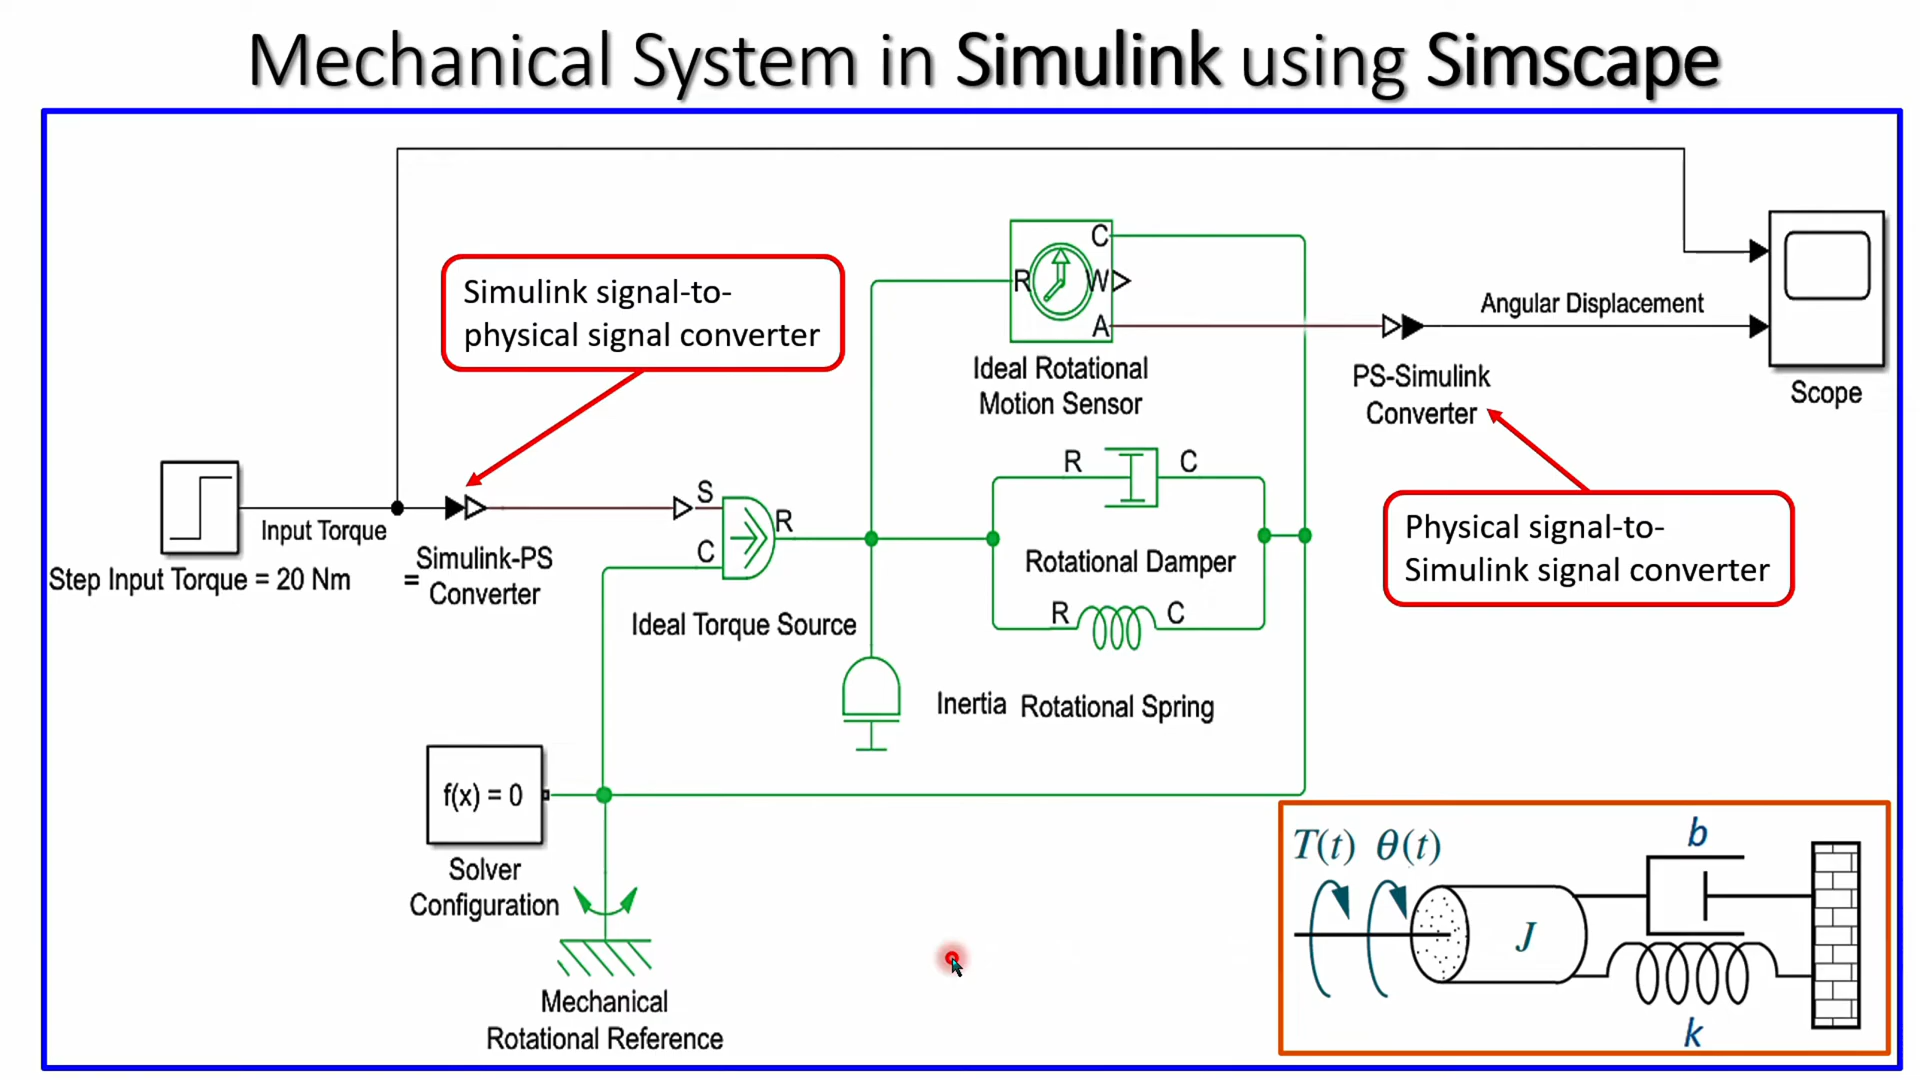 Mechanical System in Simulink using Simscape
Simulink signal-to-
physical signal converter
C
R
W
A
Ideal Rotational
Motion Sensor
Angular Displacement
PS-Simulink
Converter
Scope
Input Torque
Step Input Torque = 20 Nm
=
Simulink-PS
Converter
S
R
C
Ideal Torque Source
R
C
Rotational Damper
R
C
Rotational Spring
Inertia
Physical signal-to-
Simulink signal converter
f(x) = 0
Solver
Configuration
Mechanical
Rotational Reference
T(t) θ(t)
b
J
k